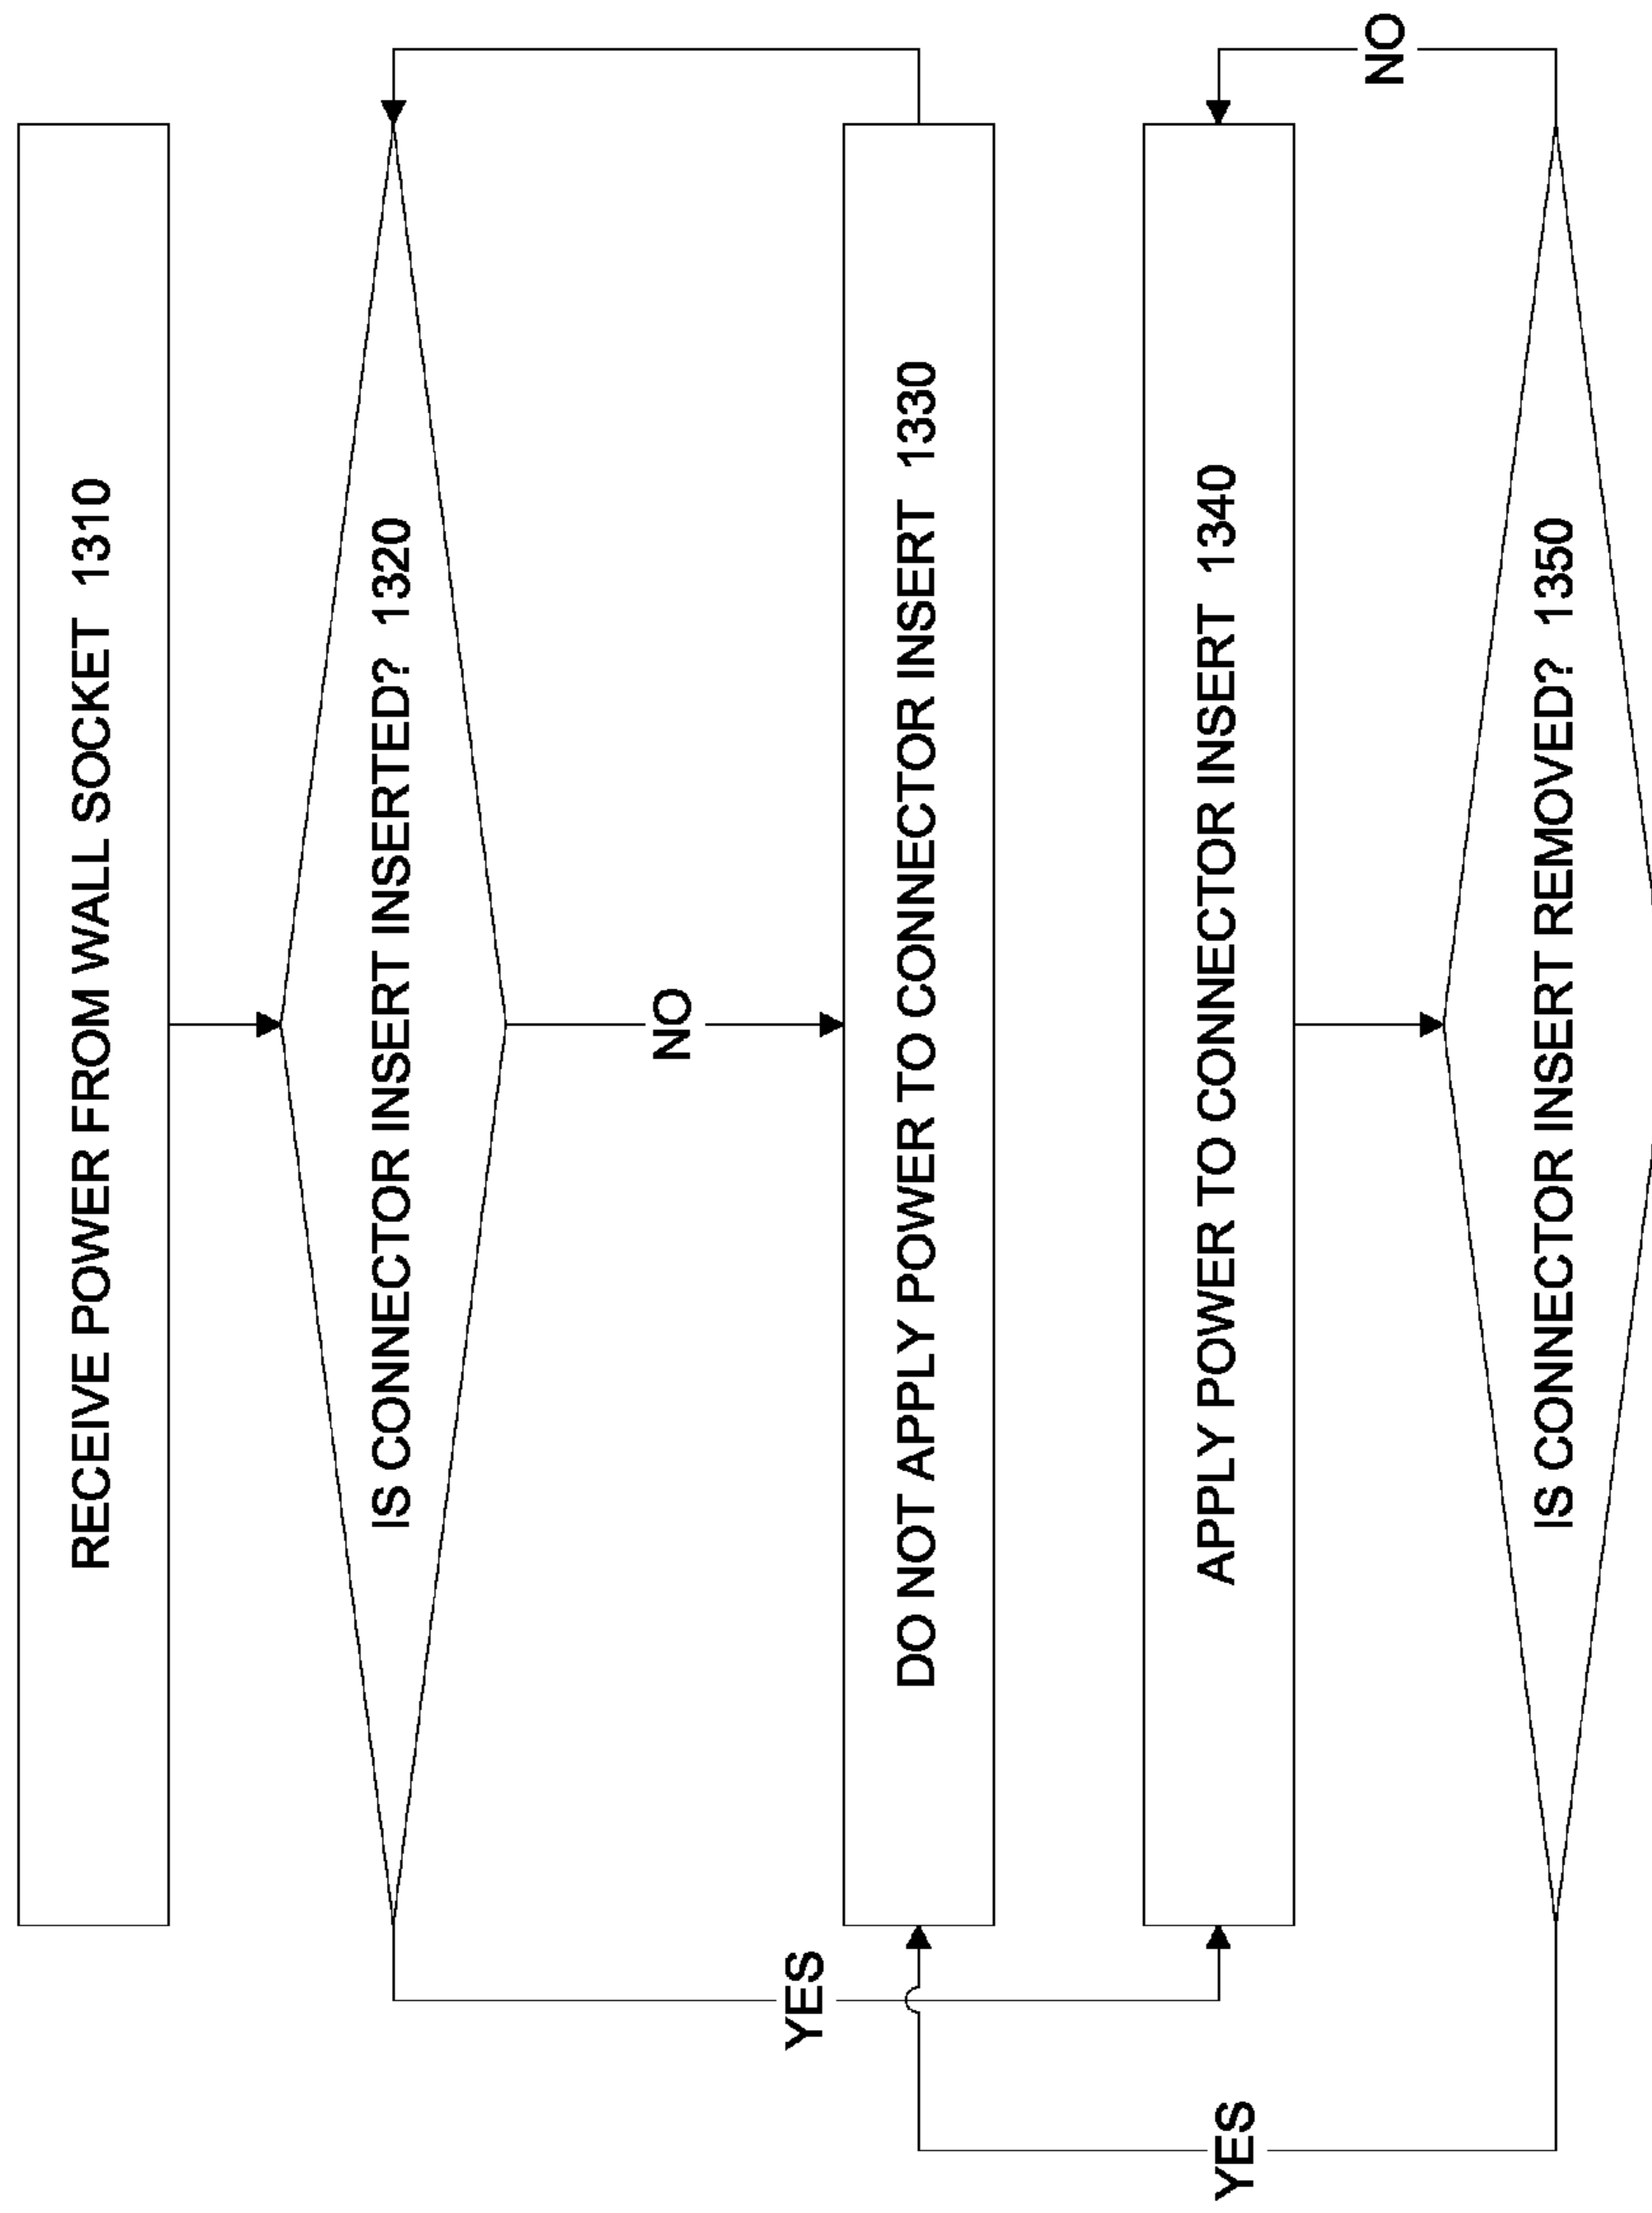 RECEIVE POWER FROM WALL SOCKET 1310
IS CONNECTOR INSERT INSERTED? 1320
NO
YES
DO NOT APPLY POWER TO CONNECTOR INSERT 1330
APPLY POWER TO CONNECTOR INSERT 1340
YES
NO
IS CONNECTOR INSERT REMOVED? 1350